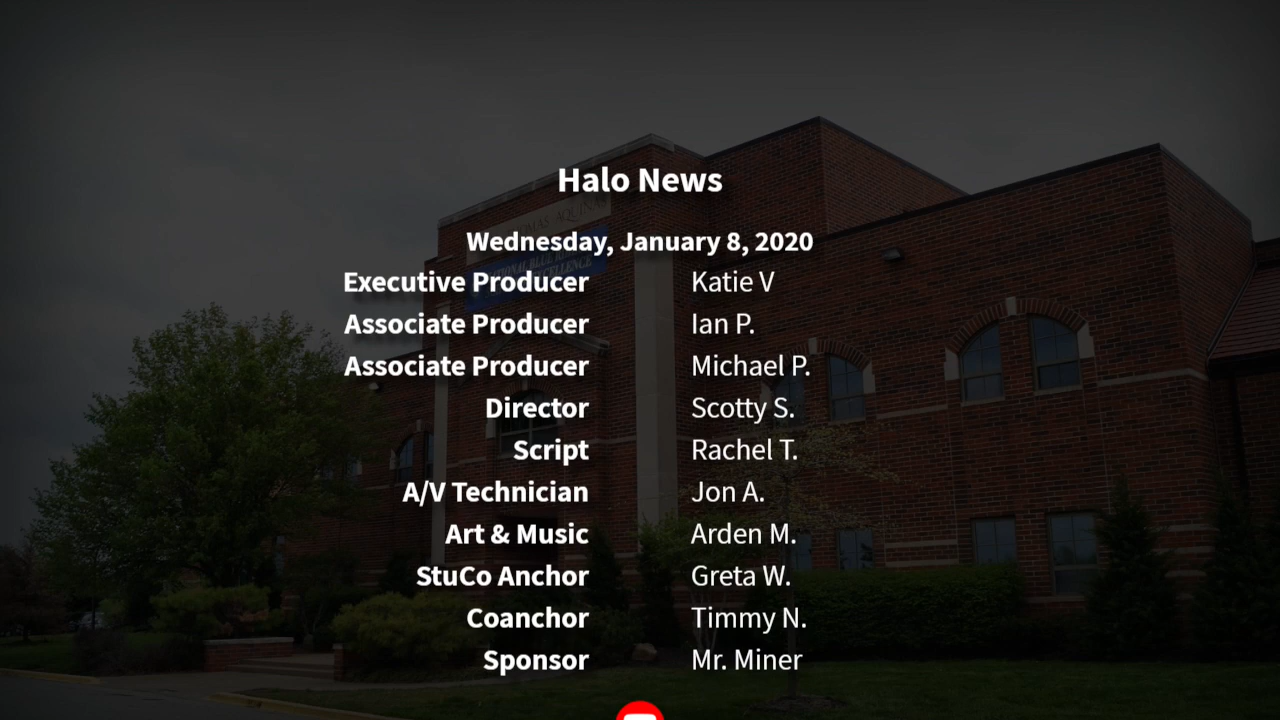 Halo News
Wednesday, January 8, 2020
Executive Producer Katie V
Associate Producer Ian P.
Associate Producer Michael P.
Director Scotty S.
Script Rachel T.
A/V Technician Jon A.
Art & Music Arden M.
StuCo Anchor Greta W.
Coanchor Timmy N.
Sponsor Mr. Miner